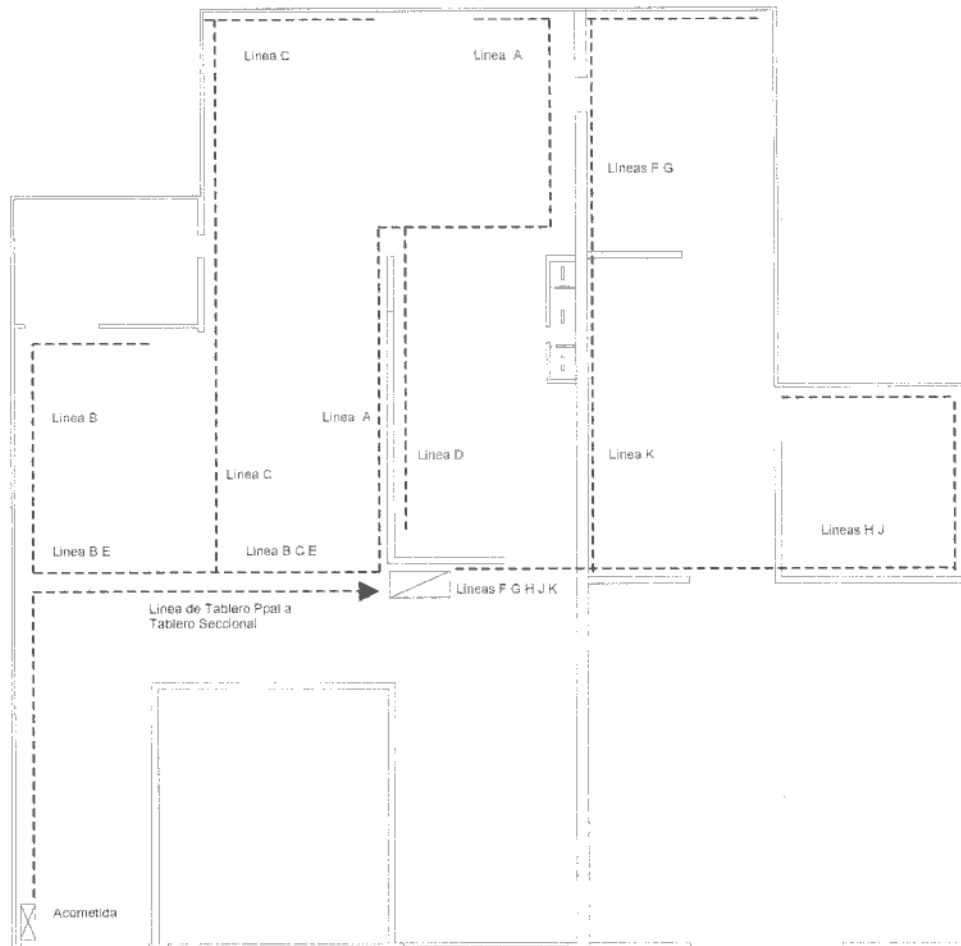 Linea C
Linea A
Lineas F G
Linea B
Linea A
Linea D
Linea K
Linea C
Lineas H J
Linea B E
Linea B C E
Lineas F G H J K
Linea de Tablero Ppal a
Tablero Seccional
Acometida